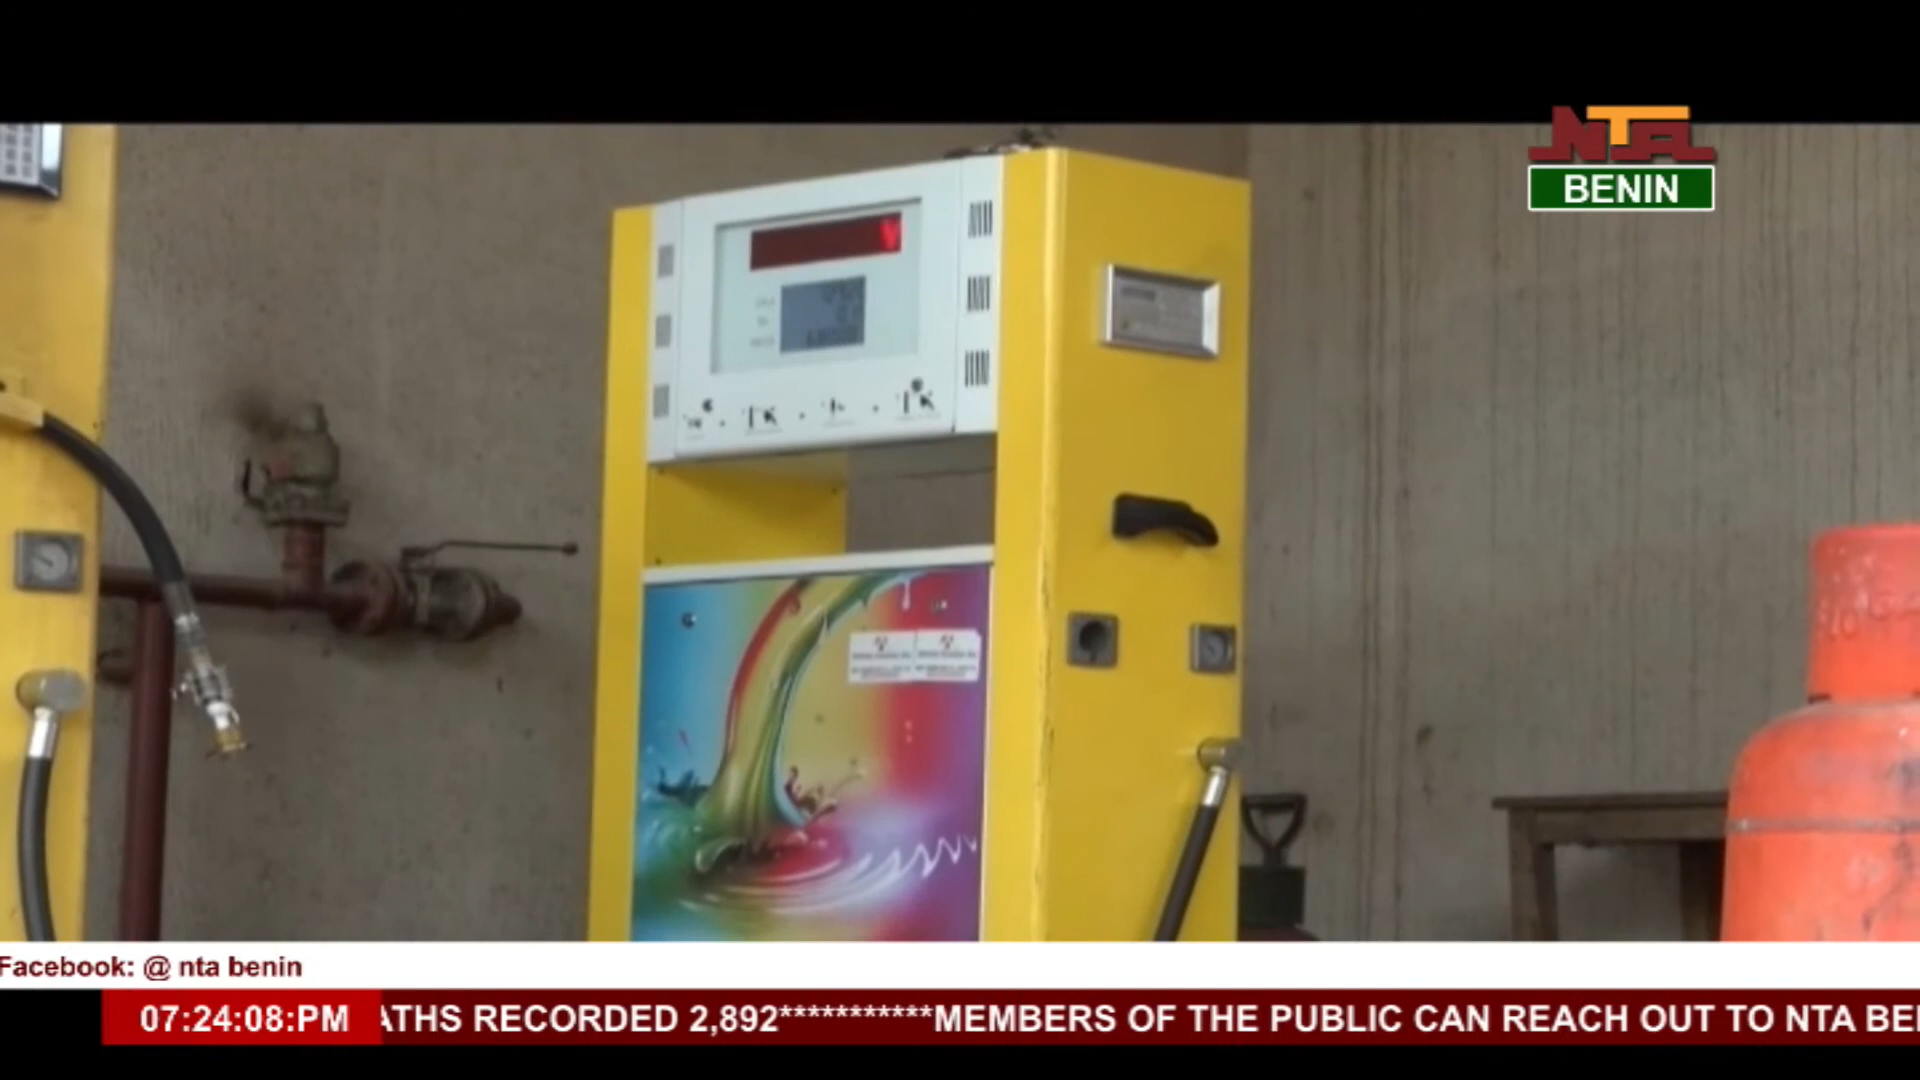 NTA
BENIN
Facebook: @ nta benin
07:24:08:PM
ATHS RECORDED 2,892***********MEMBERS OF THE PUBLIC CAN REACH OUT TO NTA BE